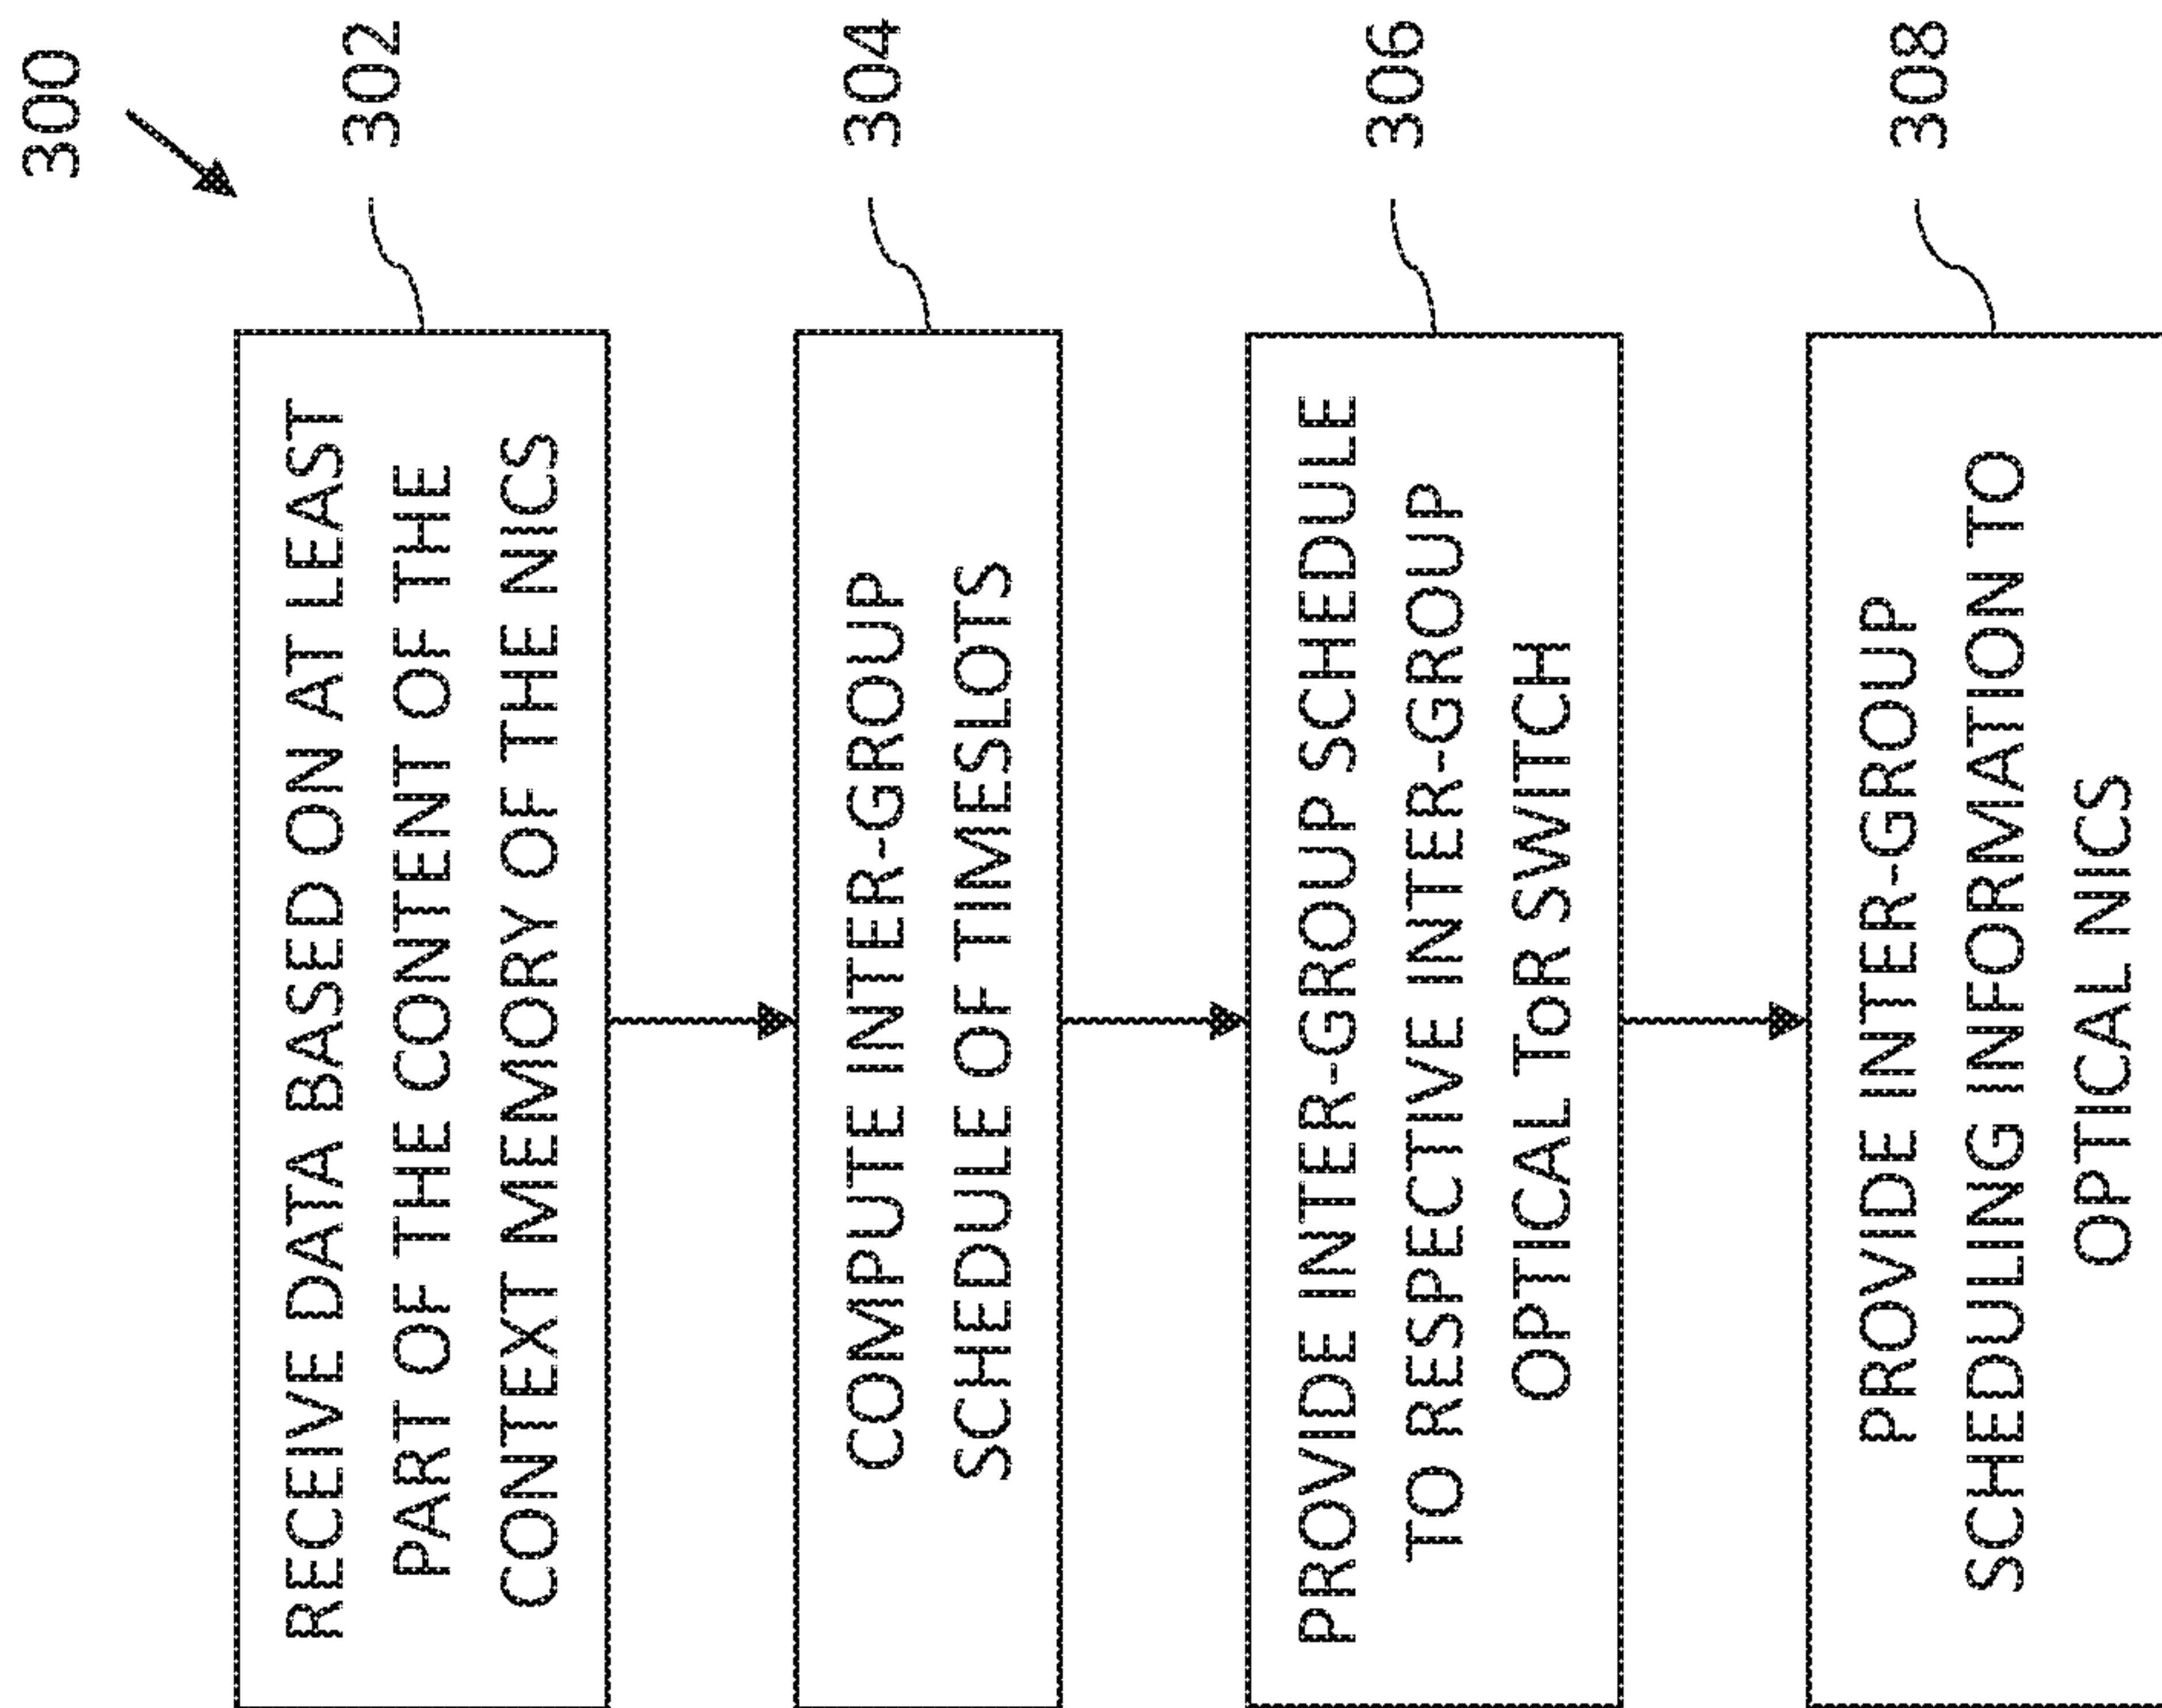 300
RECEIVE DATA BASED ON AT LEAST
PART OF THE CONTENT OF THE
CONTEXT MEMORY OF THE NICS
302
COMPUTE INTER-GROUP
SCHEDULE OF TIMESLOTS
304
PROVIDE INTER-GROUP SCHEDULE
TO RESPECTIVE INTER-GROUP
OPTICAL ToR SWITCH
306
PROVIDE INTER-GROUP
SCHEDULING INFORMATION TO
OPTICAL NICS
308